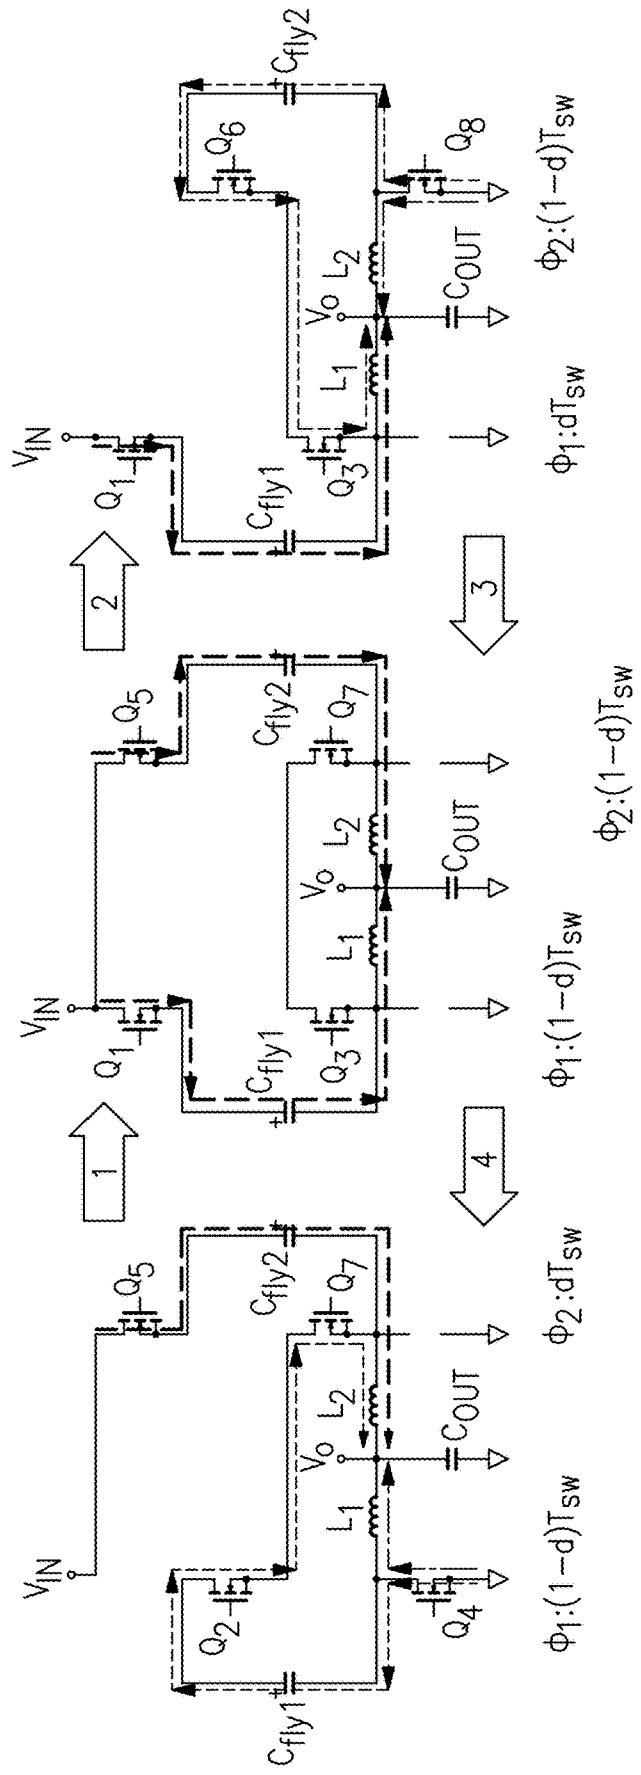 VIN
Q1
Cfly1
Q3
L1
Vo
L2
COUT
Q6
Cfly2
Q8
ϕ1:dTSW
ϕ2:(1-d)TSW
2
3
VIN
Q1
Q5
Cfly1
Cfly2
Q3
Q7
L1
Vo
L2
COUT
ϕ1:(1-d)TSW
ϕ2:(1-d)TSW
1
4
VIN
Q5
Q2
Cfly1
Cfly2
Q7
L1
Vo
L2
COUT
Q4
ϕ1:(1-d)TSW
ϕ2:dTSW